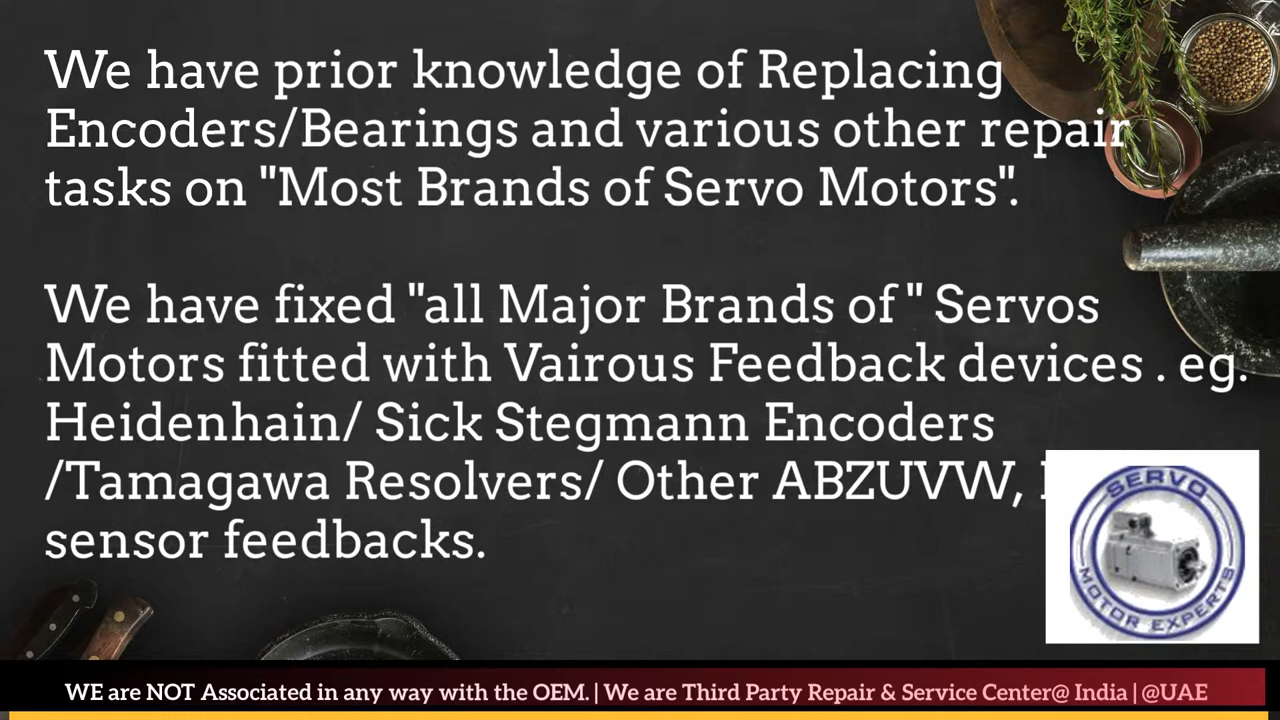 We have prior knowledge of Replacing
Encoders/Bearings and various other repair
tasks on "Most Brands of Servo Motors".
We have fixed "all Major Brands of " Servos
Motors fitted with Vairous Feedback devices . eg.
Heidenhain/ Sick Stegmann Encoders
/Tamagawa Resolvers/ Other ABZUVW,
sensor feedbacks.
SERVO
MOTOR EXPERTS
WE are NOT Associated in any way with the OEM. | We are Third Party Repair & Service Center@ India | @UAE